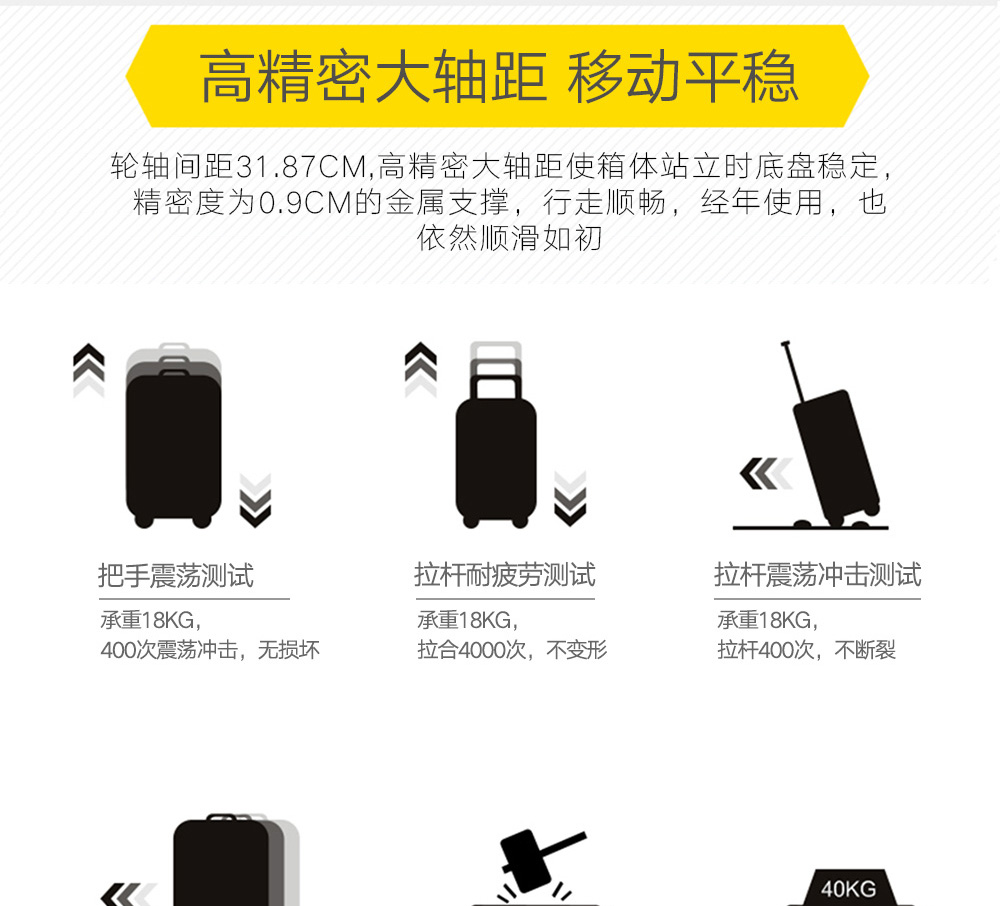 高精密大轴距 移动平稳
轮轴间距31.87CM,高精密大轴距使箱体站立时底盘稳定，
精密度为0.9CM的金属支撑，行走顺畅，经年使用，也
依然顺滑如初
把手震荡测试
承重18KG，
400次震荡冲击，无损坏
拉杆耐疲劳测试
承重18KG，
拉合4000次，不变形
拉杆震荡冲击测试
承重18KG，
拉杆400次，不断裂
40KG